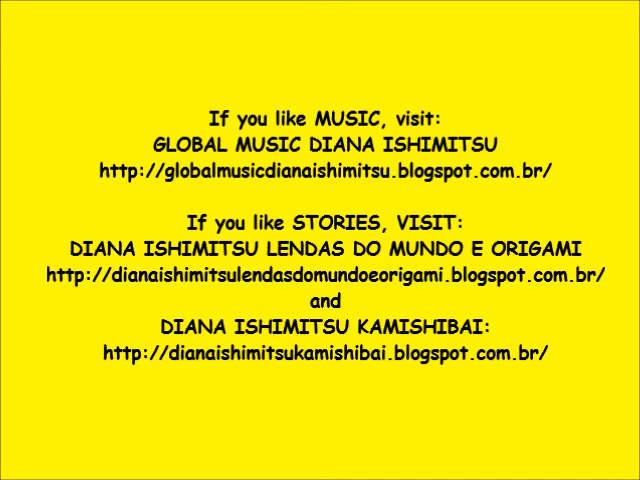 If you like MUSIC, visit:
GLOBAL MUSIC DIANA ISHIMITSU
http://globalmusicdianaishimitsu.blogspot.com.br/
If you like STORIES, VISIT:
DIANA ISHIMITSU LENDAS DO MUNDO E ORIGAMI
http://dianaishimitsulendasdomundoeorigami.blogspot.com.br/
and
DIANA ISHIMITSU KAMISHIBAI:
http://dianaishimitsukamishibai.blogspot.com.br/